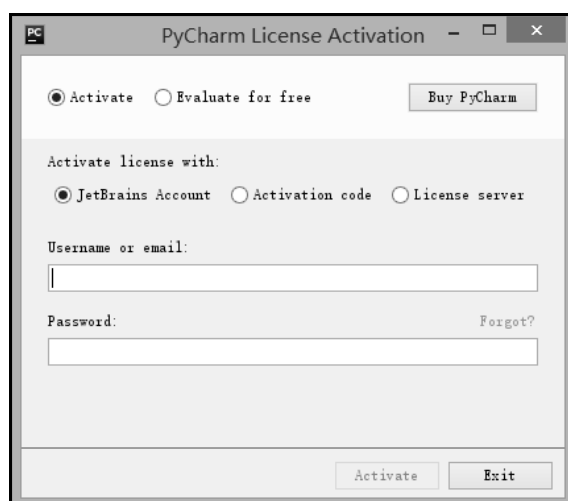 PC
PyCharm License Activation
Activate Evaluate for free Buy PyCharm
Activate license with:
JetBrains Account Activation code License server
Username or email:
Password: Forgot?
Activate Exit